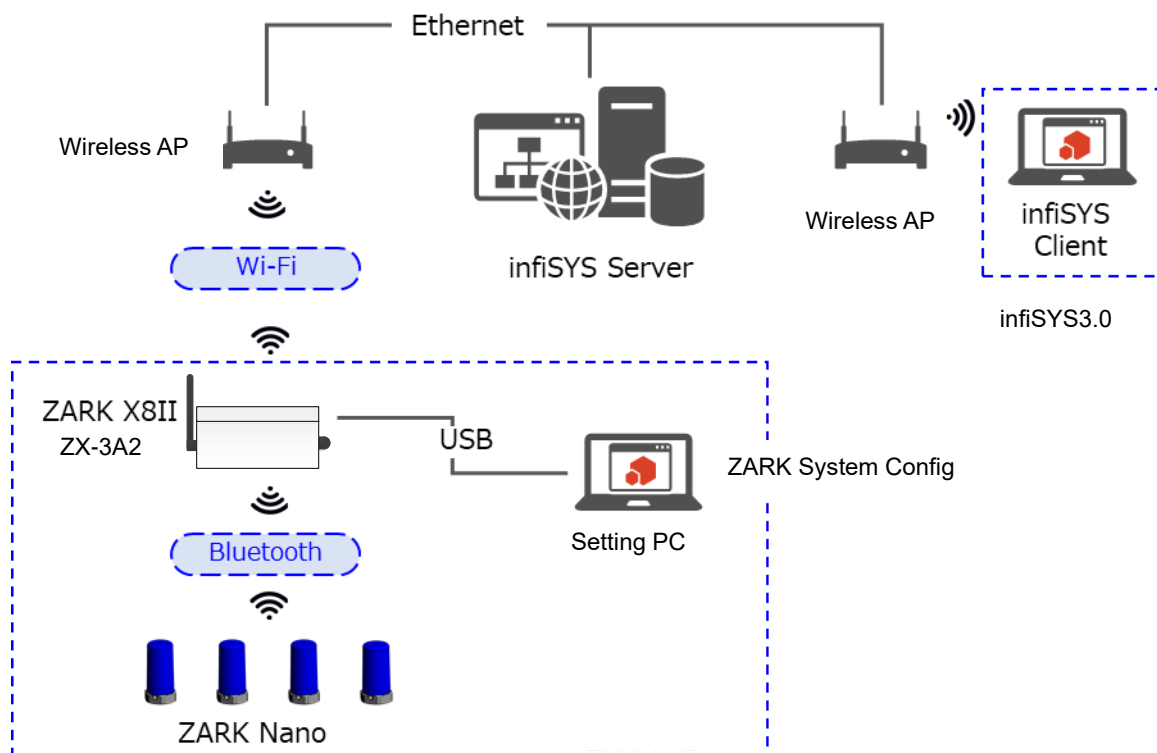 Ethernet
Wireless AP
Wireless AP
infiSYS Server
infiSYS
Client
infiSYS3.0
Wi-Fi
ZARK X8II
ZX-3A2
USB
ZARK System Config
Setting PC
Bluetooth
ZARK Nano